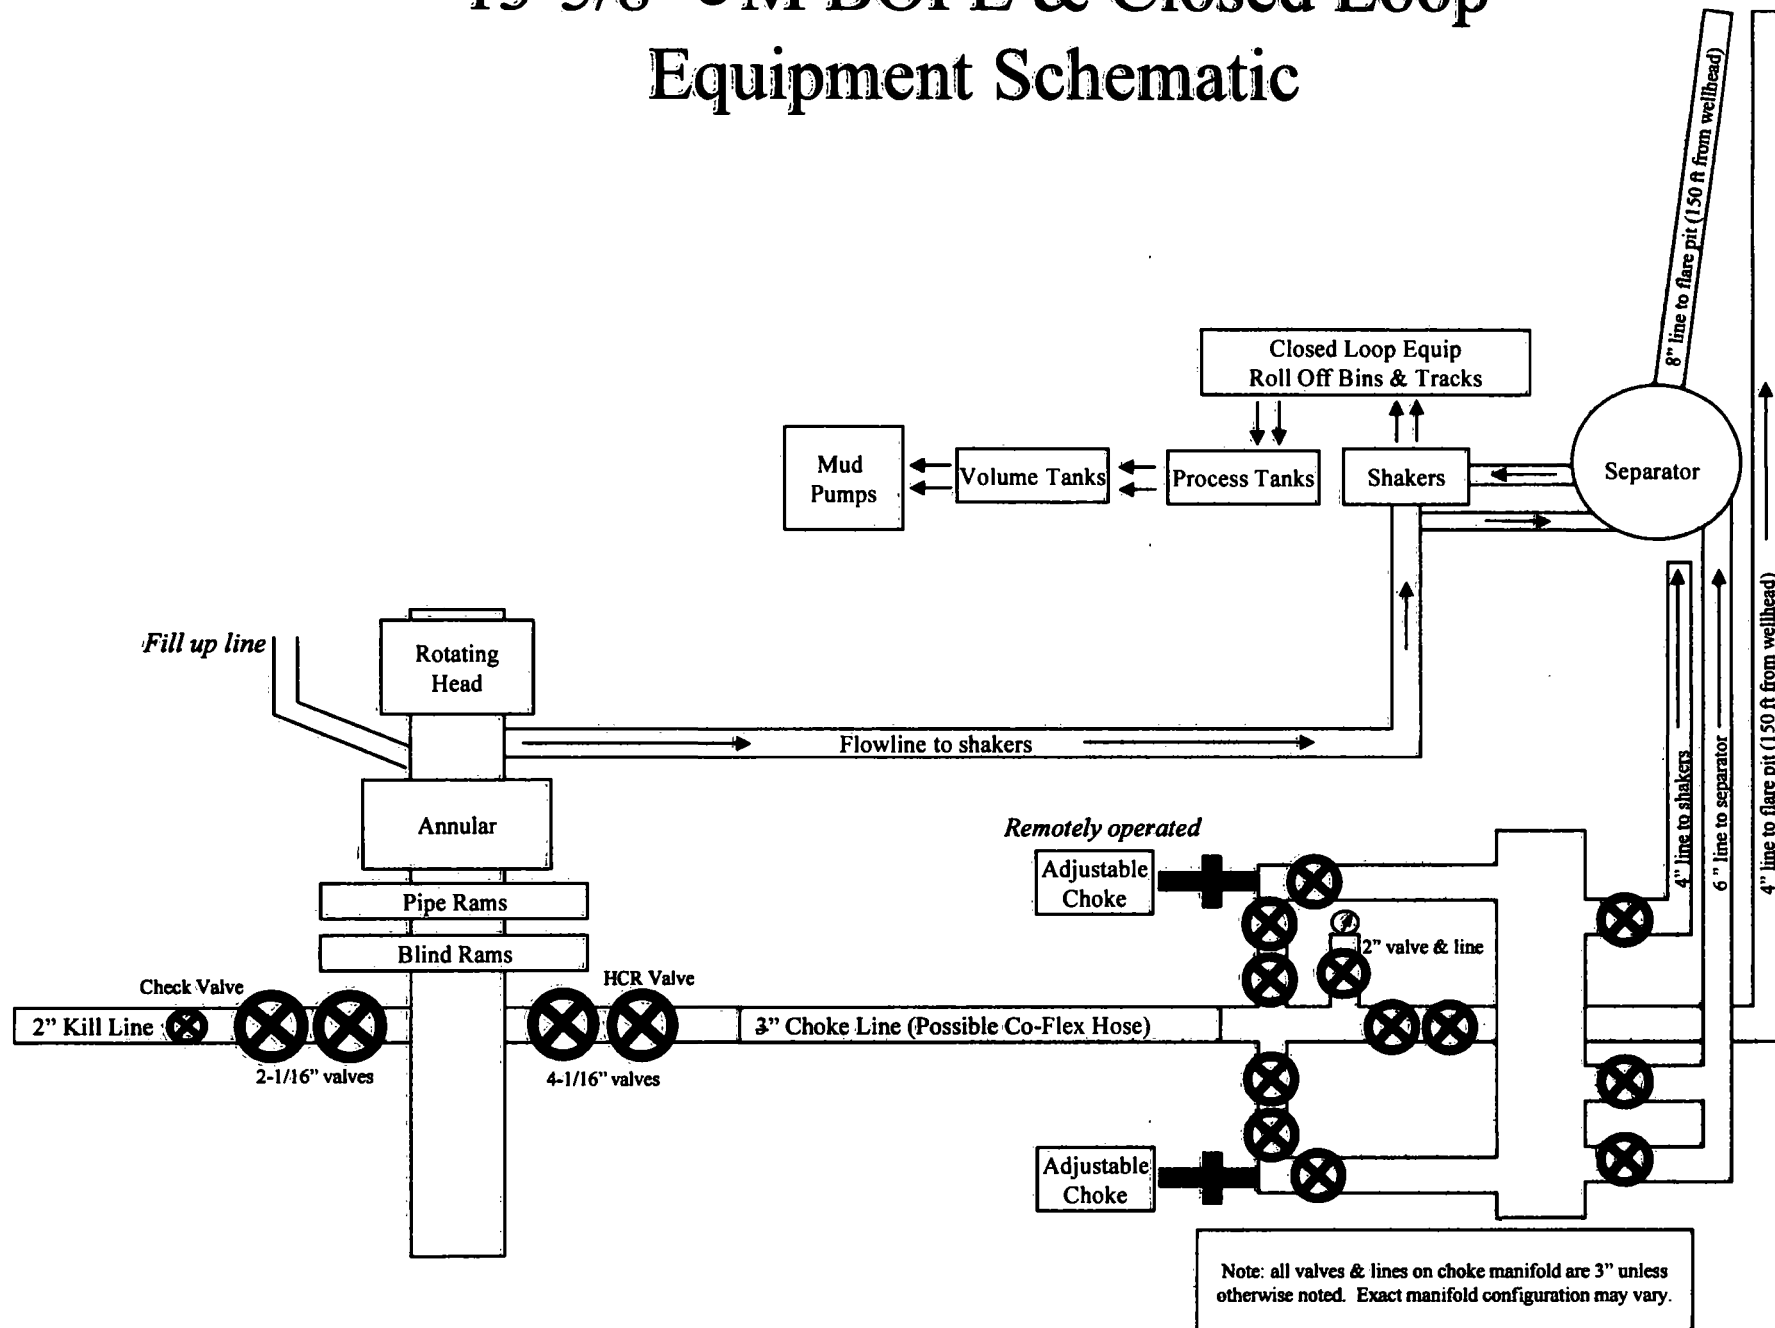 BOPE & Closed Loop
Equipment Schematic
8" line to flare pit (150 ft from wellhead)
Closed Loop Equip
Roll Off Bins & Tracks
Mud
Pumps
Volume Tanks
Process Tanks
Shakers
Separator
Fill up line
Rotating
Head
Flowline to shakers
Annular
Pipe Rams
Blind Rams
Remotely operated
Adjustable
Choke
2" valve & line
4" line to shakers
6 " line to separator
4" line to flare pit (150 ft from wellhead)
Check Valve
HCR Valve
2" Kill Line
3" Choke Line (Possible Co-Flex Hose)
2-1/16" valves
4-1/16" valves
Adjustable
Choke
Note: all valves & lines on choke manifold are 3" unless
otherwise noted. Exact manifold configuration may vary.